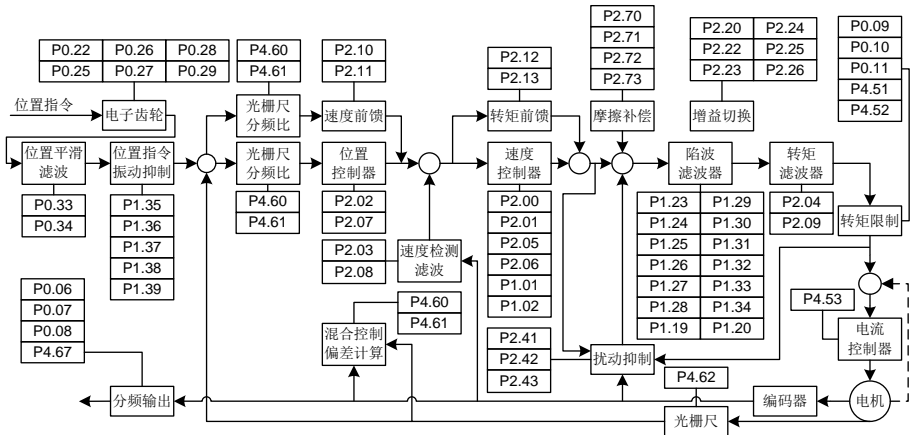 P0.22 P0.26 P0.28
P0.25 P0.27 P0.29
P4.60
P4.61
P2.10
P2.11
P2.12
P2.13
P2.70
P2.71
P2.72
P2.73
P2.20 P2.24
P2.22 P2.25
P2.23 P2.26
P0.09
P0.10
P0.11
P4.51
P4.52
位置指令
电子齿轮
光栅尺
分频比
速度前馈
转矩前馈
摩擦补偿
增益切换
位置平滑
滤波
位置指令
振动抑制
光栅尺
分频比
位置
控制器
速度
控制器
陷波
滤波器
转矩
滤波器
转矩限制
P0.33
P0.34
P1.35
P1.36
P1.37
P1.38
P1.39
P4.60
P4.61
P2.02
P2.07
P2.03
P2.08
速度检测
滤波
P2.00
P2.01
P2.05
P2.06
P1.01
P1.02
P1.23 P1.29
P1.24 P1.30
P1.25 P1.31
P1.26 P1.32
P1.27 P1.33
P1.28 P1.34
P1.19 P1.20
P2.04
P2.09
P0.06
P0.07
P0.08
P4.67
P4.60
P4.61
混合控制
偏差计算
P2.41
P2.42
P2.43
扰动抑制
P4.53
电流
控制器
P4.62
分频输出
光栅尺
编码器
电机